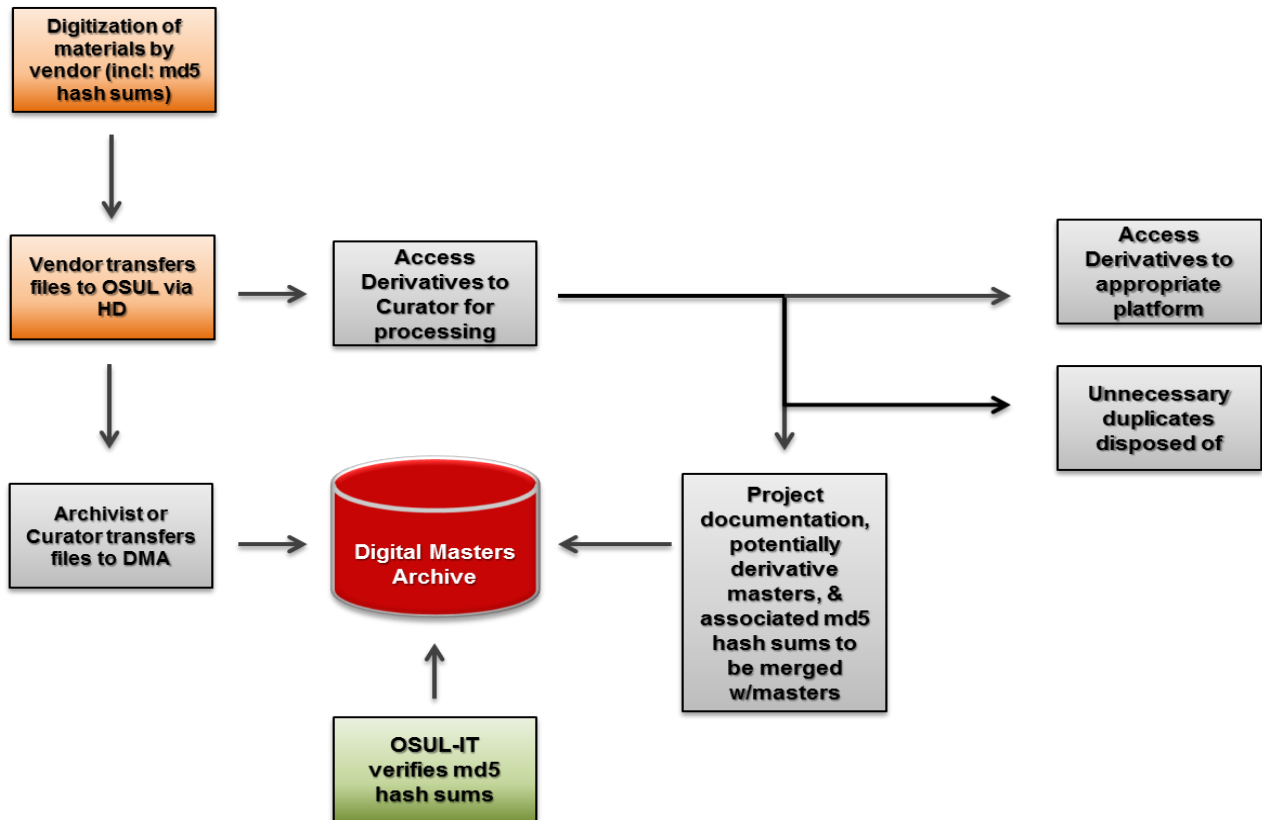 Digitization of
materials by
vendor (incl: md5
hash sums)
Vendor transfers
files to OSUL via
HD
Access
Derivatives to
Curator for
processing
Access
Derivatives to
appropriate
platform
Unnecessary
duplicates
disposed of
Archivist or
Curator transfers
files to DMA
Digital Masters
Archive
Project
documentation,
potentially
derivative
masters, &
associated md5
hash sums to
be merged
w/masters
OSUL-IT
verifies md5
hash sums